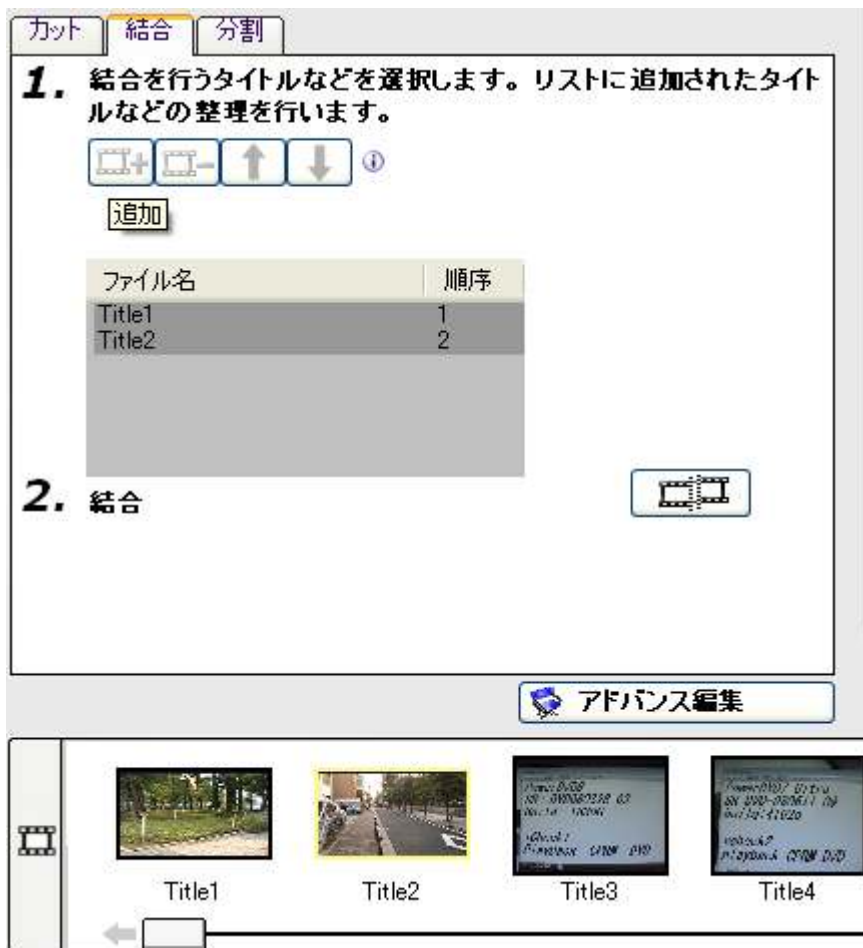 カット 結合 分割
1. 結合を行うタイトルなどを選択します。リストに追加されたタイト
ルなどの整理を行います。
追加
ファイル名 順序
Title1 1
Title2 2
2. 結合
アドバンス編集
Title1 Title2 Title3 Title4